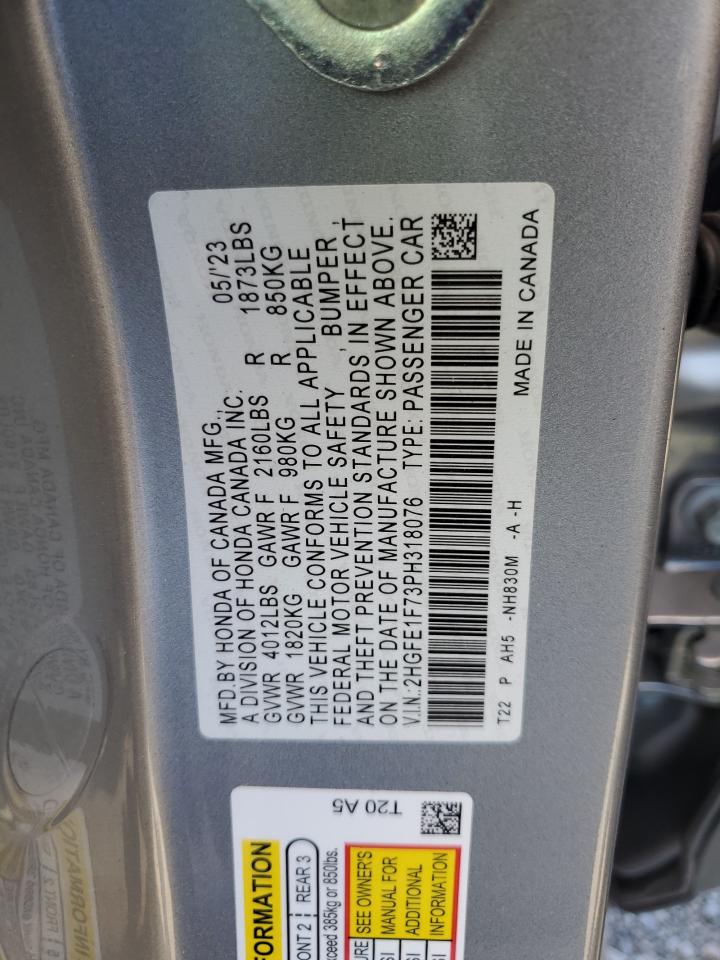 MFD.BY HONDA OF CANADA MFG., 05/'23
A DIVISION OF HONDA CANADA INC.
GVWR 4012LBS GAWR F 2160LBS R 1873LBS
GVWR 1820KG GAWR F 980KG R 850KG
THIS VEHICLE CONFORMS TO ALL APPLICABLE
FEDERAL MOTOR VEHICLE SAFETY , BUMPER ,
AND THEFT PREVENTION STANDARDS IN EFFECT
ON THE DATE OF MANUFACTURE SHOWN ABOVE.
V.I.N.:2HGFE1F73PH318076 TYPE: PASSENGER CAR
T22 P AH5 -NH830M -A -H
MADE IN CANADA
T20 A5
REAR 3
385kg or 850lbs.
SEE OWNER'S
MANUAL FOR
ADDITIONAL
INFORMATION